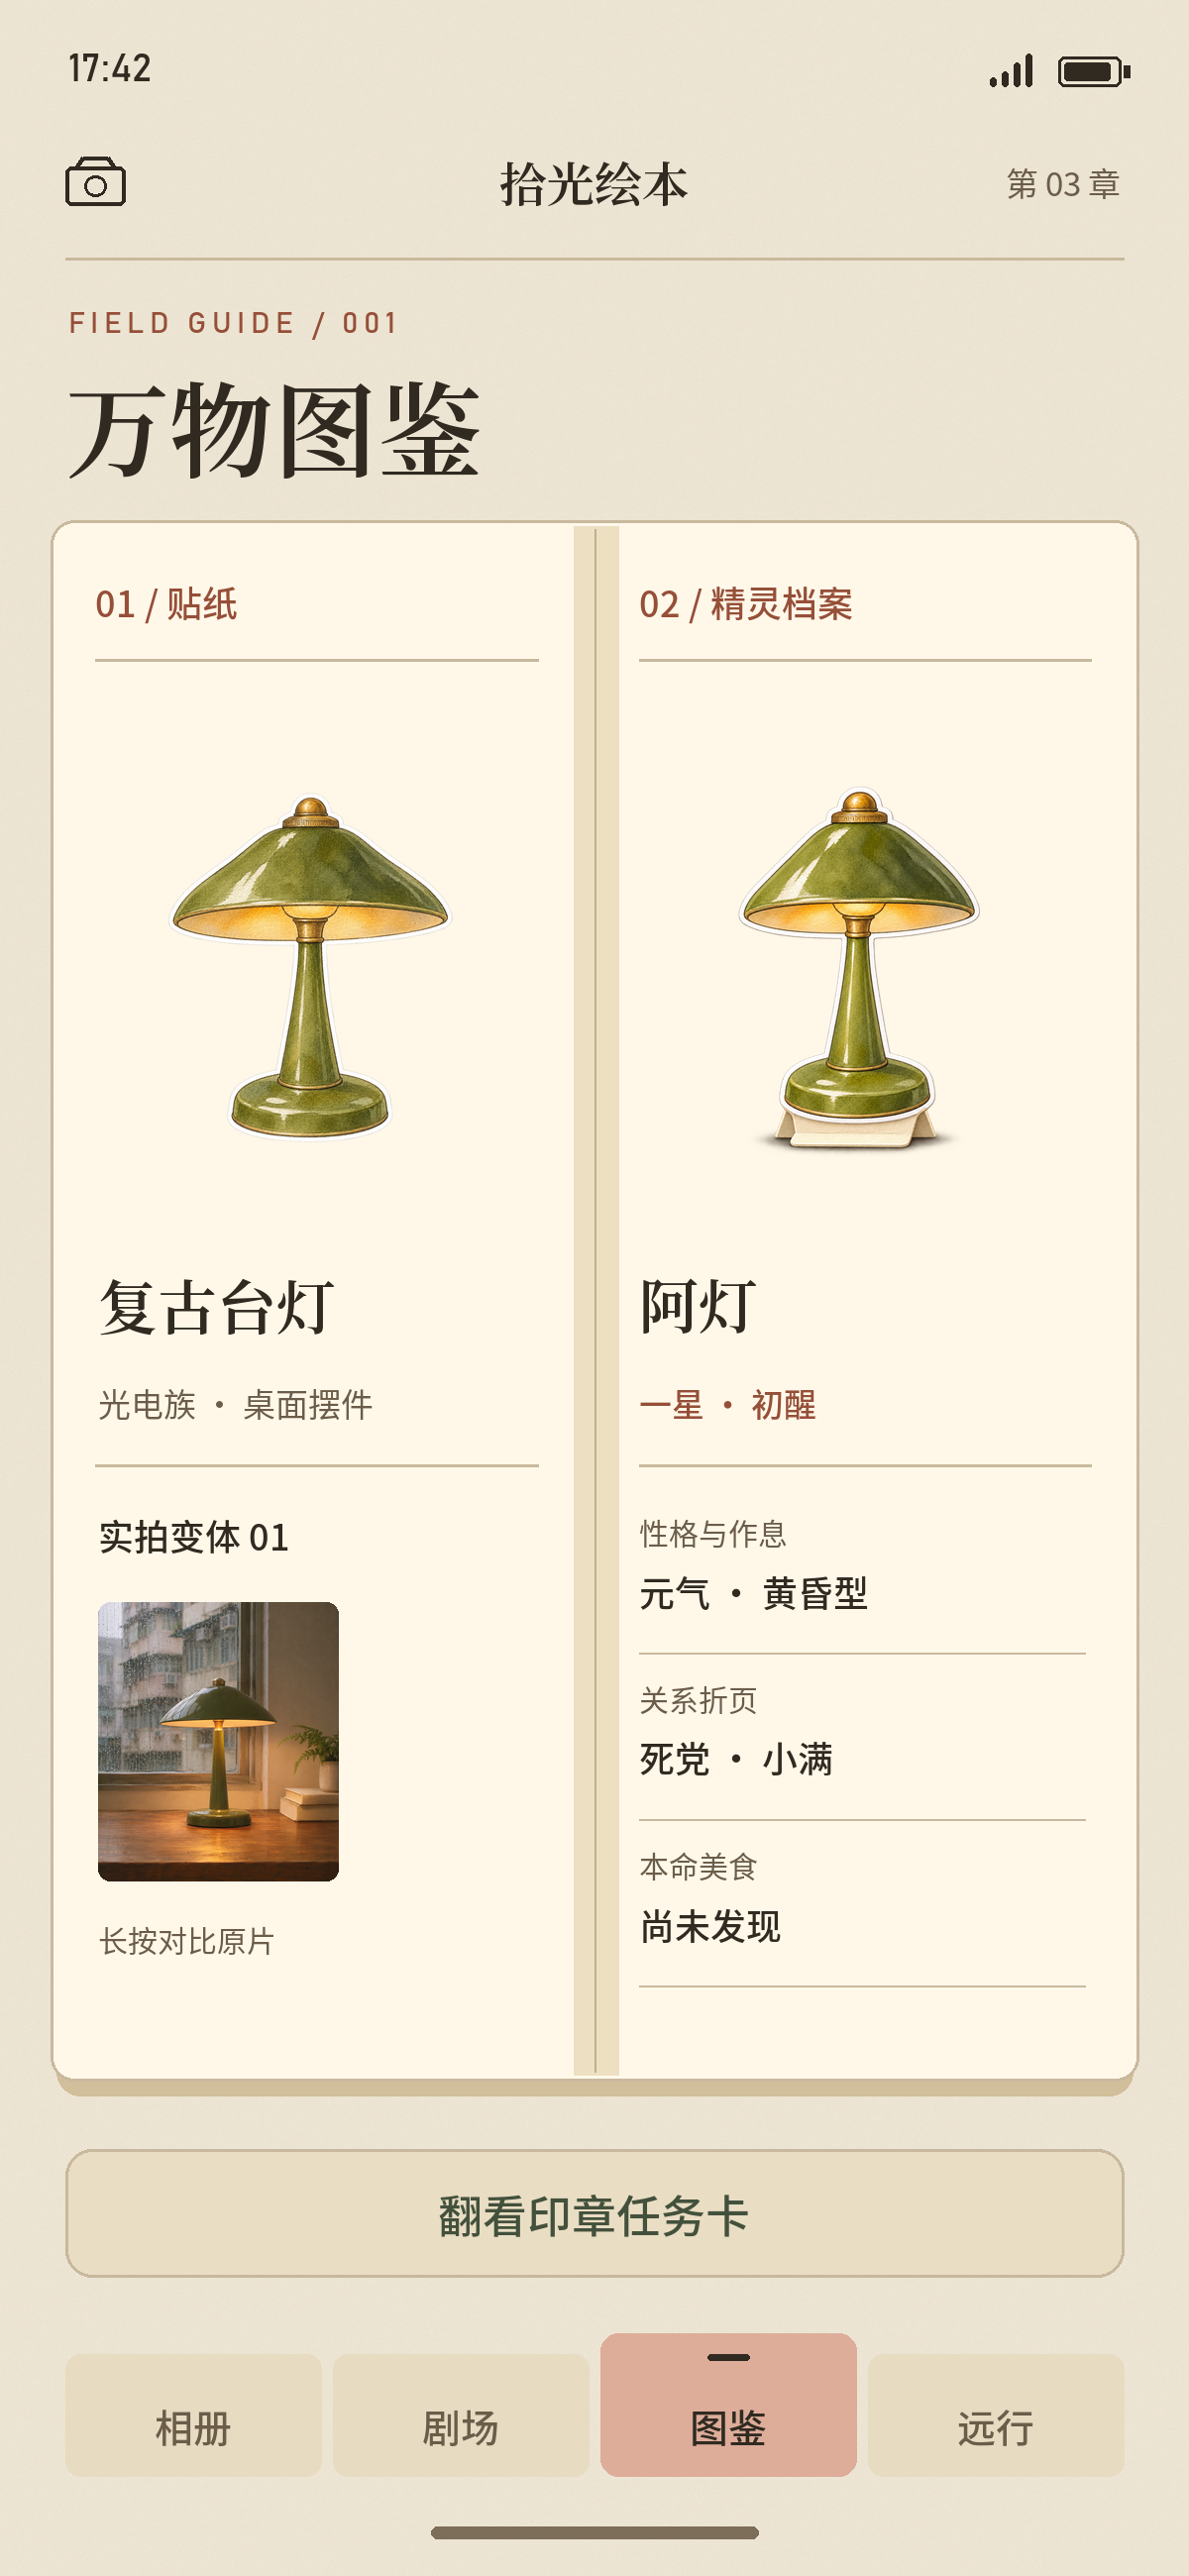 17:42
拾光绘本
第 03 章
FIELD GUIDE / 001
万物图鉴
01 / 贴纸
复古台灯
光电族 • 桌面摆件
实拍变体 01
长按对比原片
02 / 精灵档案
阿灯
一星 • 初醒
性格与作息
元气 • 黄昏型
关系折页
死党 • 小满
本命美食
尚未发现
翻看印章任务卡
相册
剧场
图鉴
远行